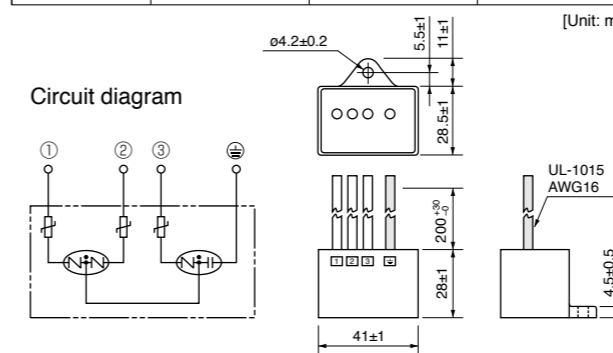 [Unit: m
ø4.2±0.2
5.5±1
11±1
Circuit diagram
28.5±1
① ② ③
UL-1015
AWG16
200 +30 -0
1 2 3
28±1
4.5±0.5
41±1